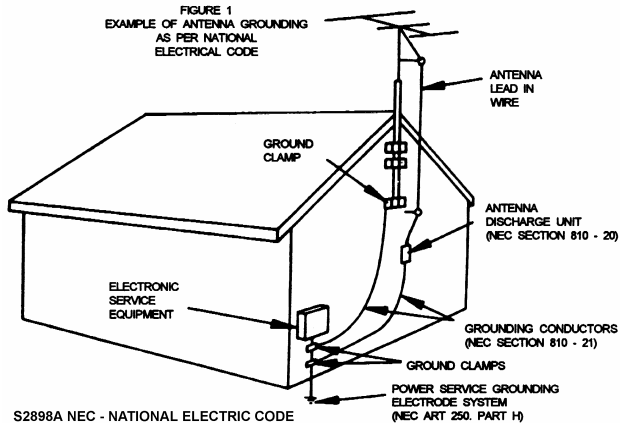 FIGURE 1
EXAMPLE OF ANTENNA GROUNDING
AS PER NATIONAL
ELECTRICAL CODE
ANTENNA
LEAD IN
WIRE
GROUND
CLAMP
ANTENNA
DISCHARGE UNIT
(NEC SECTION 810 - 20)
ELECTRONIC
SERVICE
EQUIPMENT
GROUNDING CONDUCTORS
(NEC SECTION 810 - 21)
GROUND CLAMPS
POWER SERVICE GROUNDING
ELECTRODE SYSTEM
(NEC ART 250. PART H)
S2898A NEC - NATIONAL ELECTRIC CODE